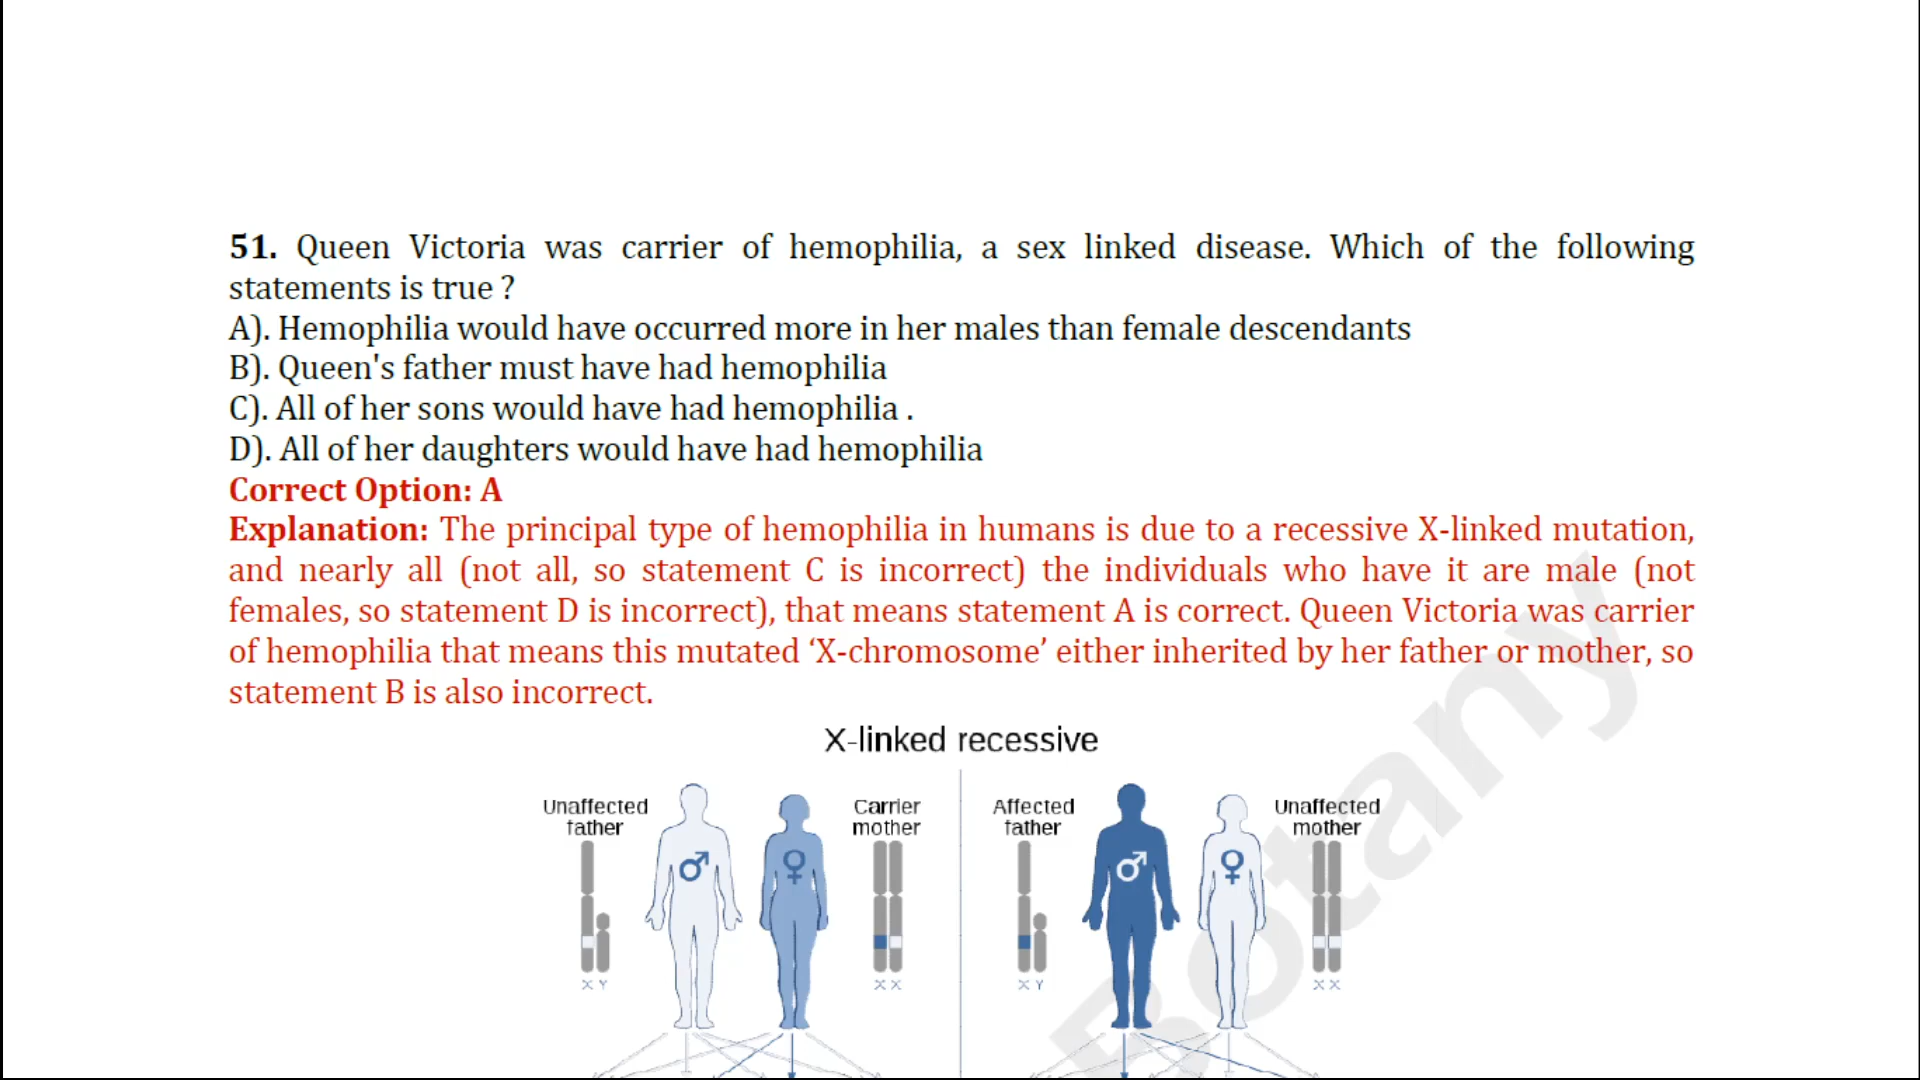 51. Queen Victoria was carrier of hemophilia, a sex linked disease. Which of the following
statements is true ?
A). Hemophilia would have occurred more in her males than female descendants
B). Queen's father must have had hemophilia
C). All of her sons would have had hemophilia .
D). All of her daughters would have had hemophilia
Correct Option: A
Explanation: The principal type of hemophilia in humans is due to a recessive X-linked mutation,
and nearly all (not all, so statement C is incorrect) the individuals who have it are male (not
females, so statement D is incorrect), that means statement A is correct. Queen Victoria was carrier
of hemophilia that means this mutated ‘X-chromosome’ either inherited by her father or mother, so
statement B is also incorrect.
X-linked recessive
Unaffected
father
Carrier
mother
Affected
father
Unaffected
mother
X Y
X X
X Y
X X
Botany